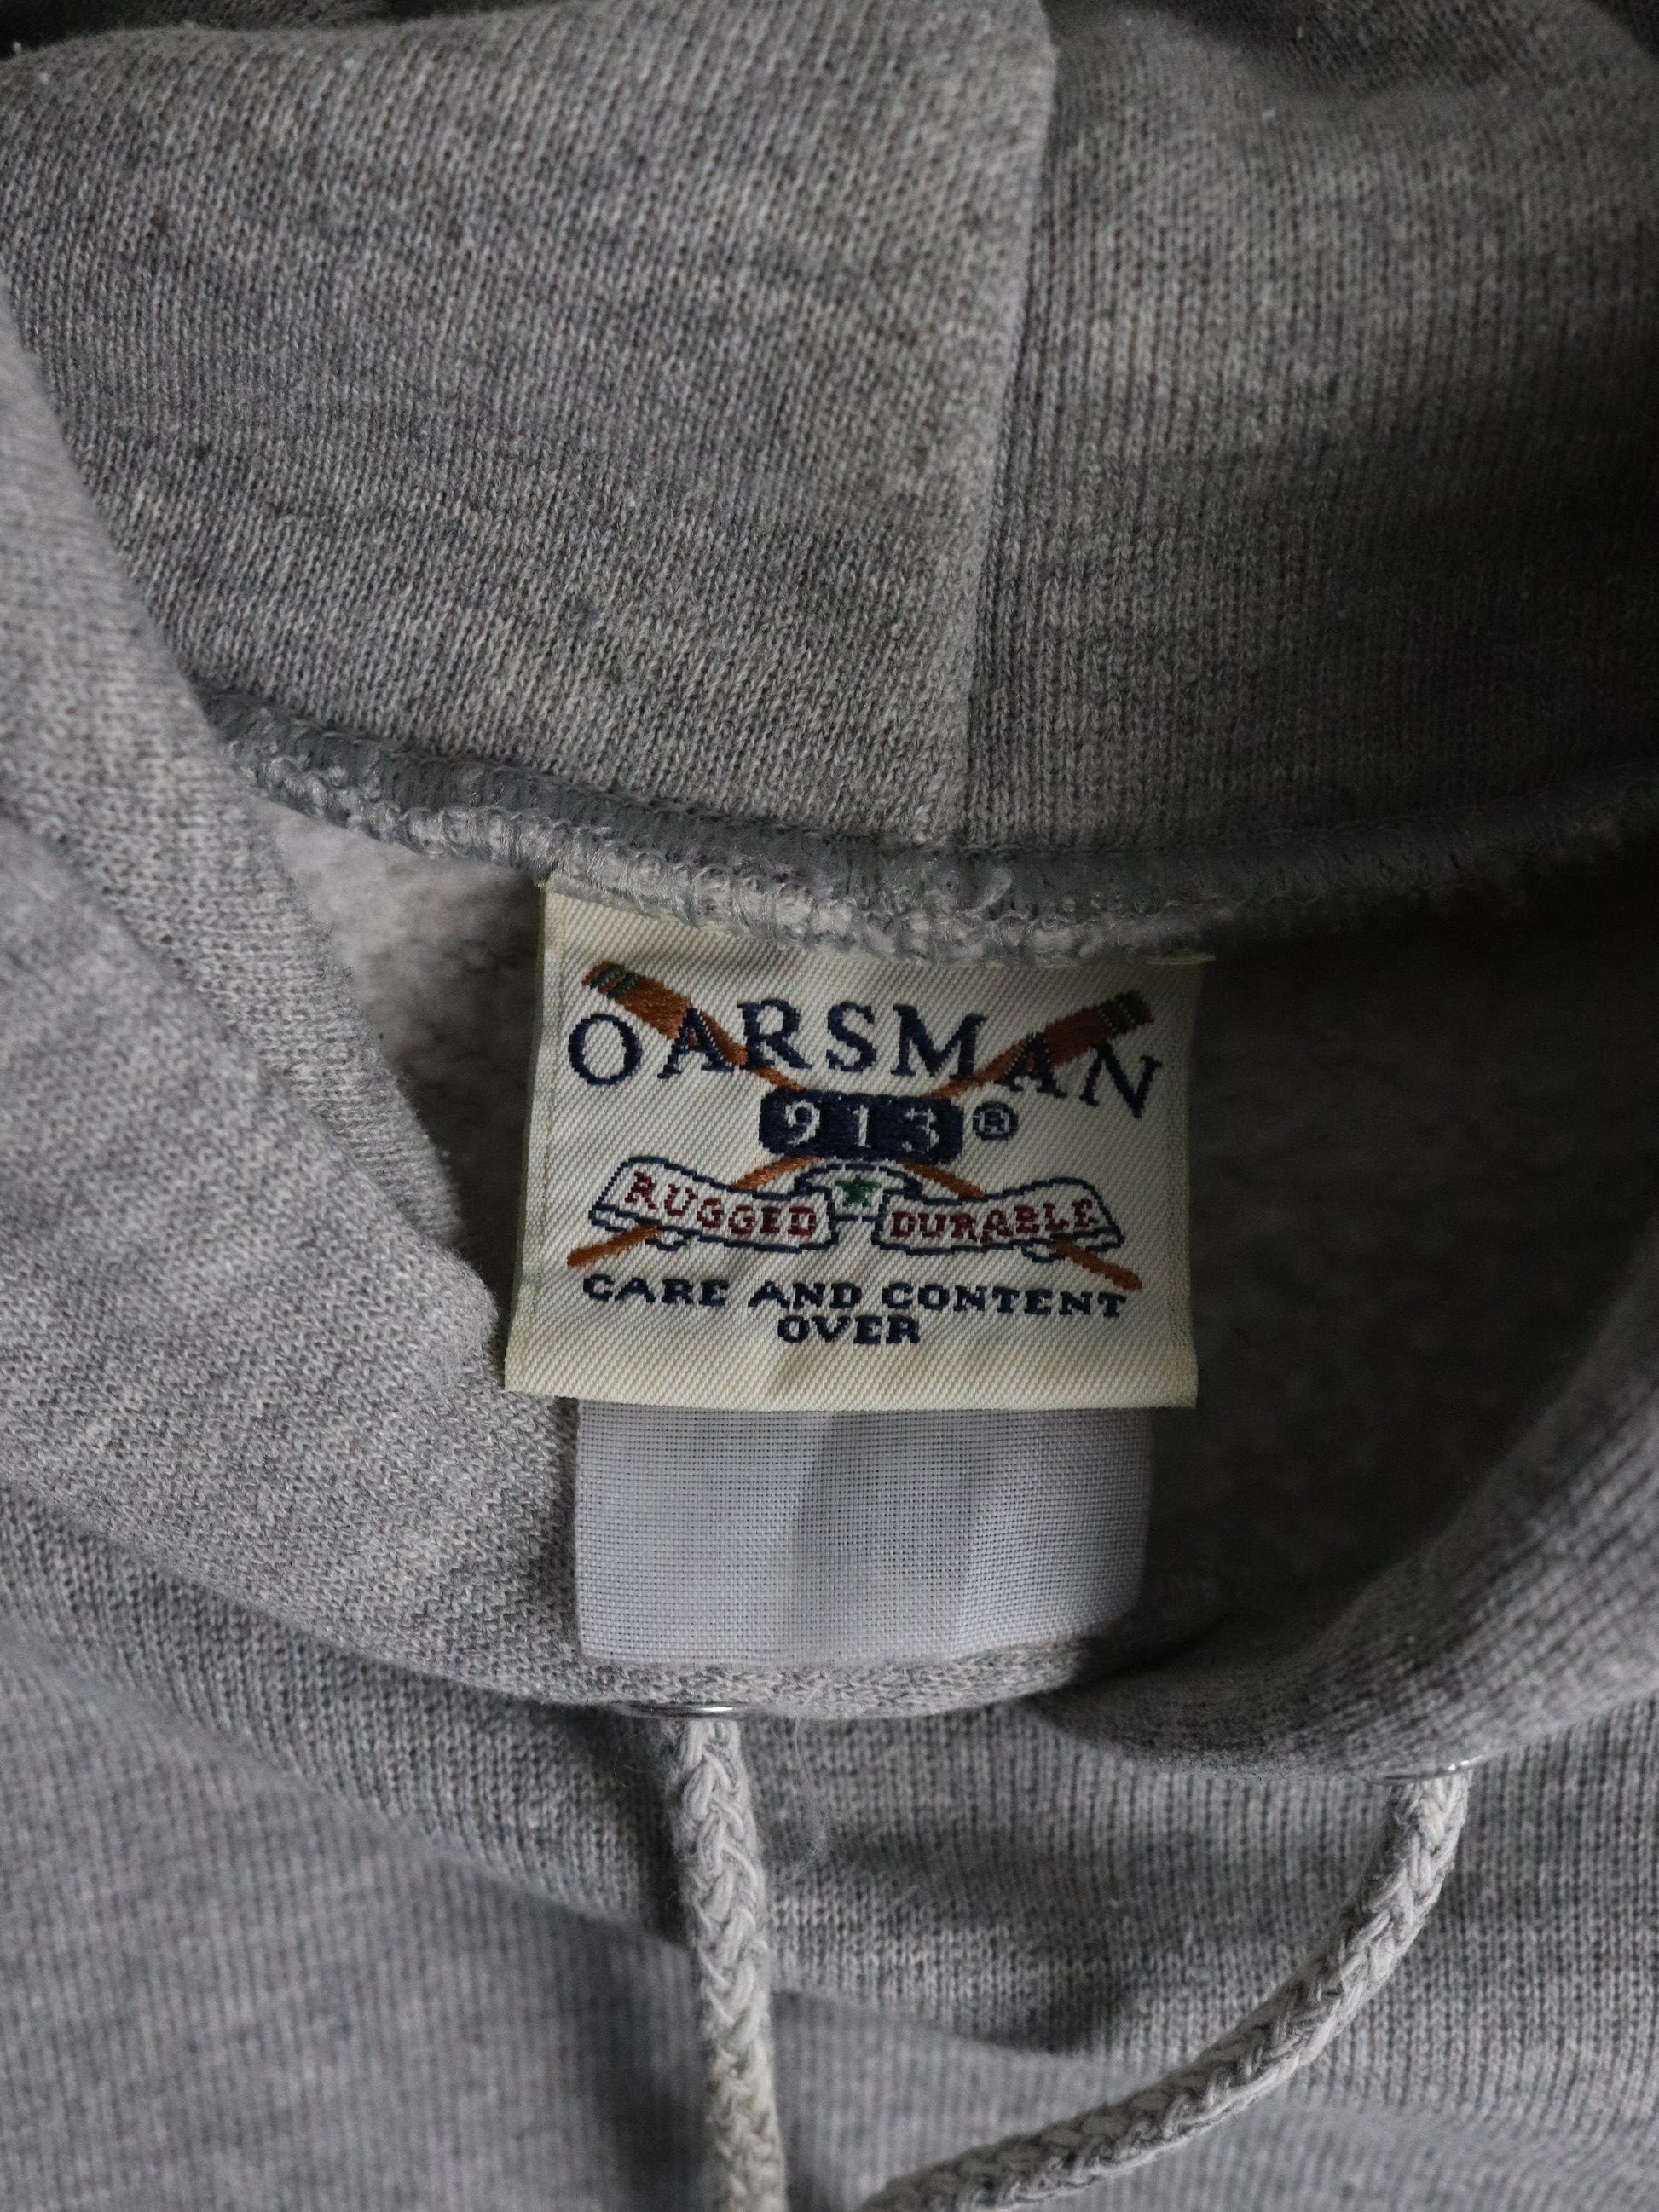 OARSMAN
913®
RUGGED DURABLE
CARE AND CONTENT
OVER